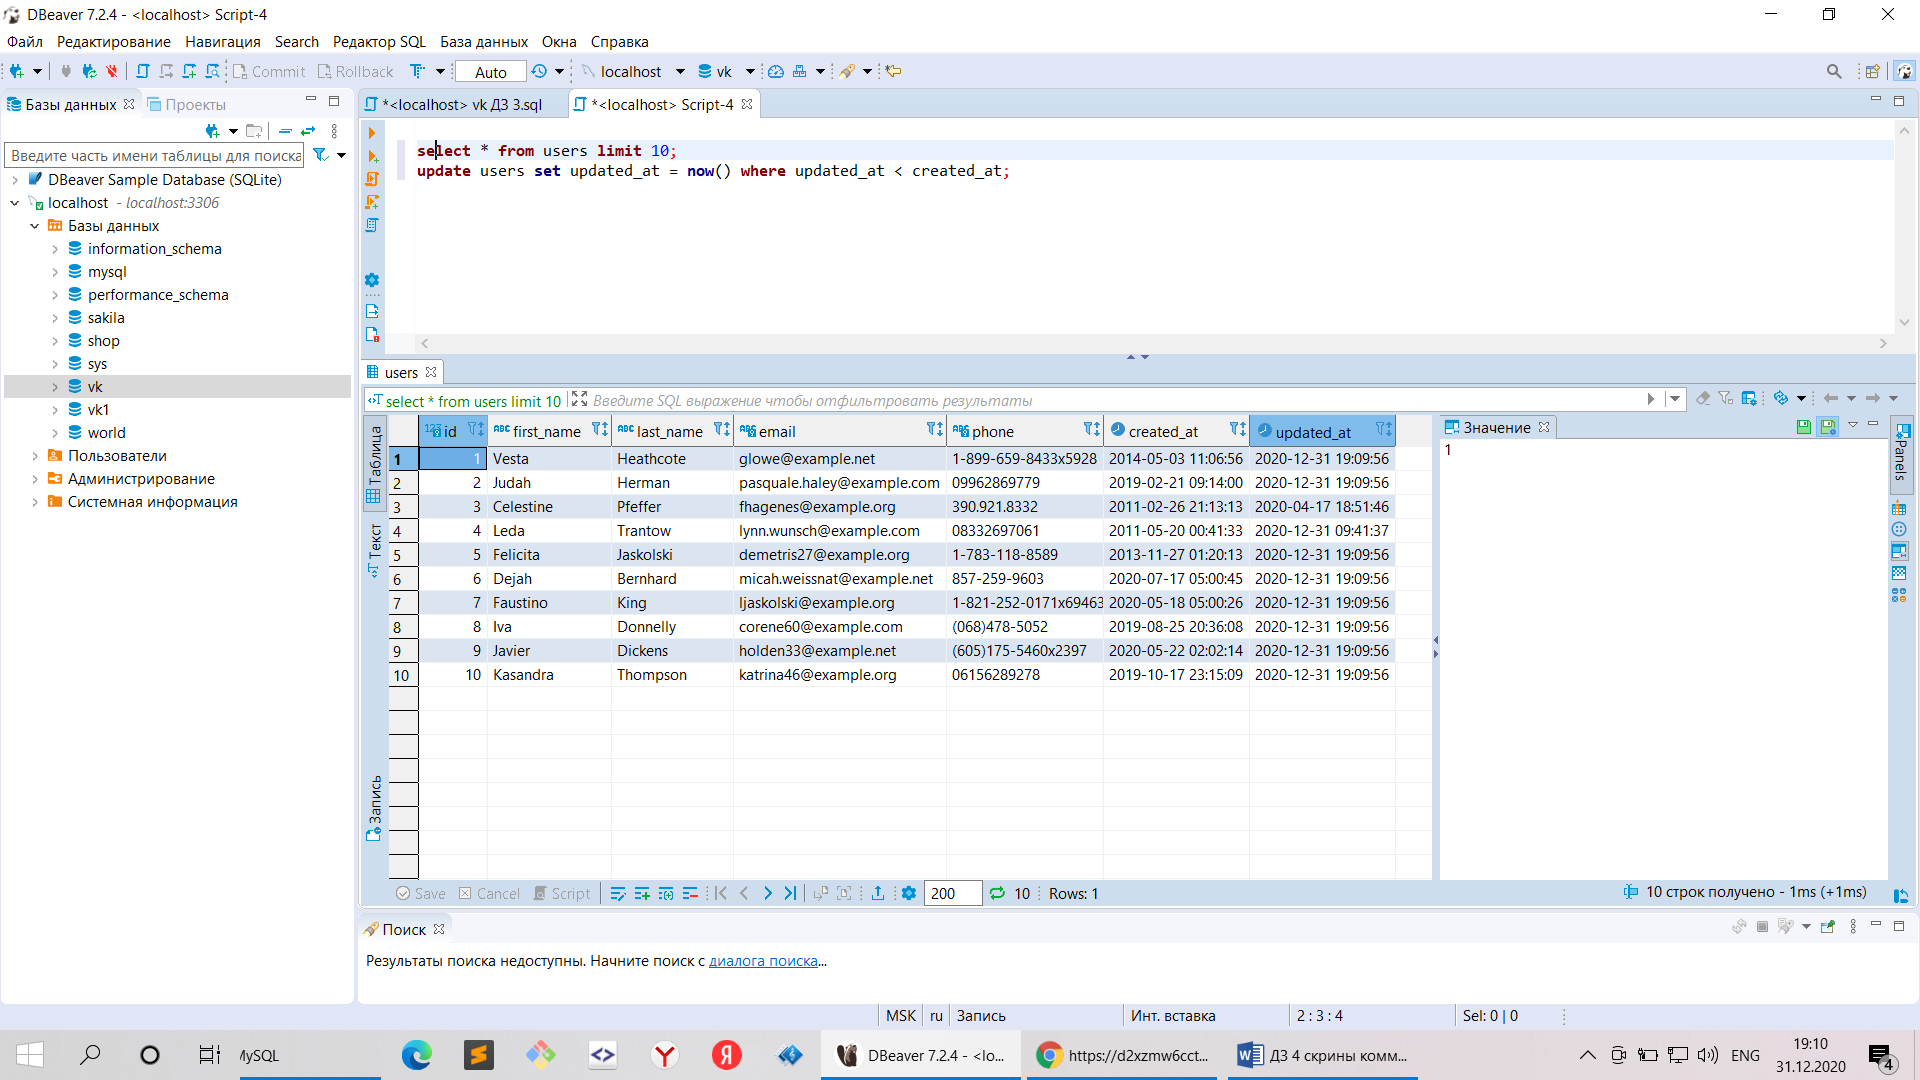 DBeaver 7.2.4 - <localhost> Script-4
Файл Редактирование Навигация Search Редактор SQL База данных Окна Справка
Commit Rollback Auto localhost vk
Базы данных Проекты
*<localhost> vk ДЗ 3.sql *<localhost> Script-4
Введите часть имени таблицы для поиска
DBeaver Sample Database (SQLite)
localhost - localhost:3306
Базы данных
information_schema
mysql
performance_schema
sakila
shop
sys
vk
vk1
world
Пользователи
Администрирование
Системная информация
select * from users limit 10;
update users set updated_at = now() where updated_at < created_at;
users
select * from users limit 10 Введите SQL выражение чтобы отфильтровать результаты
Таблица
Текст
Запись
id first_name last_name email phone created_at updated_at
1 1 Vesta Heathcote glowe@example.net 1-899-659-8433x5928 2014-05-03 11:06:56 2020-12-31 19:09:56
2 2 Judah Herman pasquale.haley@example.com 09962869779 2019-02-21 09:14:00 2020-12-31 19:09:56
3 3 Celestine Pfeffer fhagenes@example.org 390.921.8332 2011-02-26 21:13:13 2020-04-17 18:51:46
4 4 Leda Trantow lynn.wunsch@example.com 08332697061 2011-05-20 00:41:33 2020-12-31 09:41:37
5 5 Felicita Jaskolski demetris27@example.org 1-783-118-8589 2013-11-27 01:20:13 2020-12-31 19:09:56
6 6 Dejah Bernhard micah.weissnat@example.net 857-259-9603 2020-07-17 05:00:45 2020-12-31 19:09:56
7 7 Faustino King ljaskolski@example.org 1-821-252-0171x69463 2020-05-18 05:00:26 2020-12-31 19:09:56
8 8 Iva Donnelly corene60@example.com (068)478-5052 2019-08-25 20:36:08 2020-12-31 19:09:56
9 9 Javier Dickens holden33@example.net (605)175-5460x2397 2020-05-22 02:02:14 2020-12-31 19:09:56
10 10 Kasandra Thompson katrina46@example.org 06156289278 2019-10-17 23:15:09 2020-12-31 19:09:56
Значение
1
Panels
Save Cancel Script 200 10 Rows: 1
10 строк получено - 1ms (+1ms)
Поиск
Результаты поиска недоступны. Начните поиск с диалога поиска...
MSK ru Запись Инт. вставка 2 : 3 : 4 Sel: 0 | 0
MySQL DBeaver 7.2.4 - <lo... https://d2xzmw6cct... ДЗ 4 скрины комм... ENG
19:10
31.12.2020
4